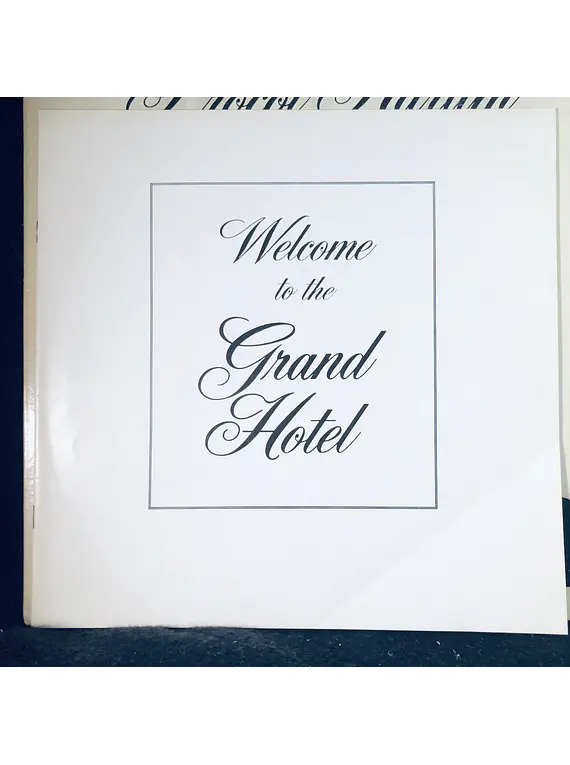 Welcome
to the
Grand
Hotel